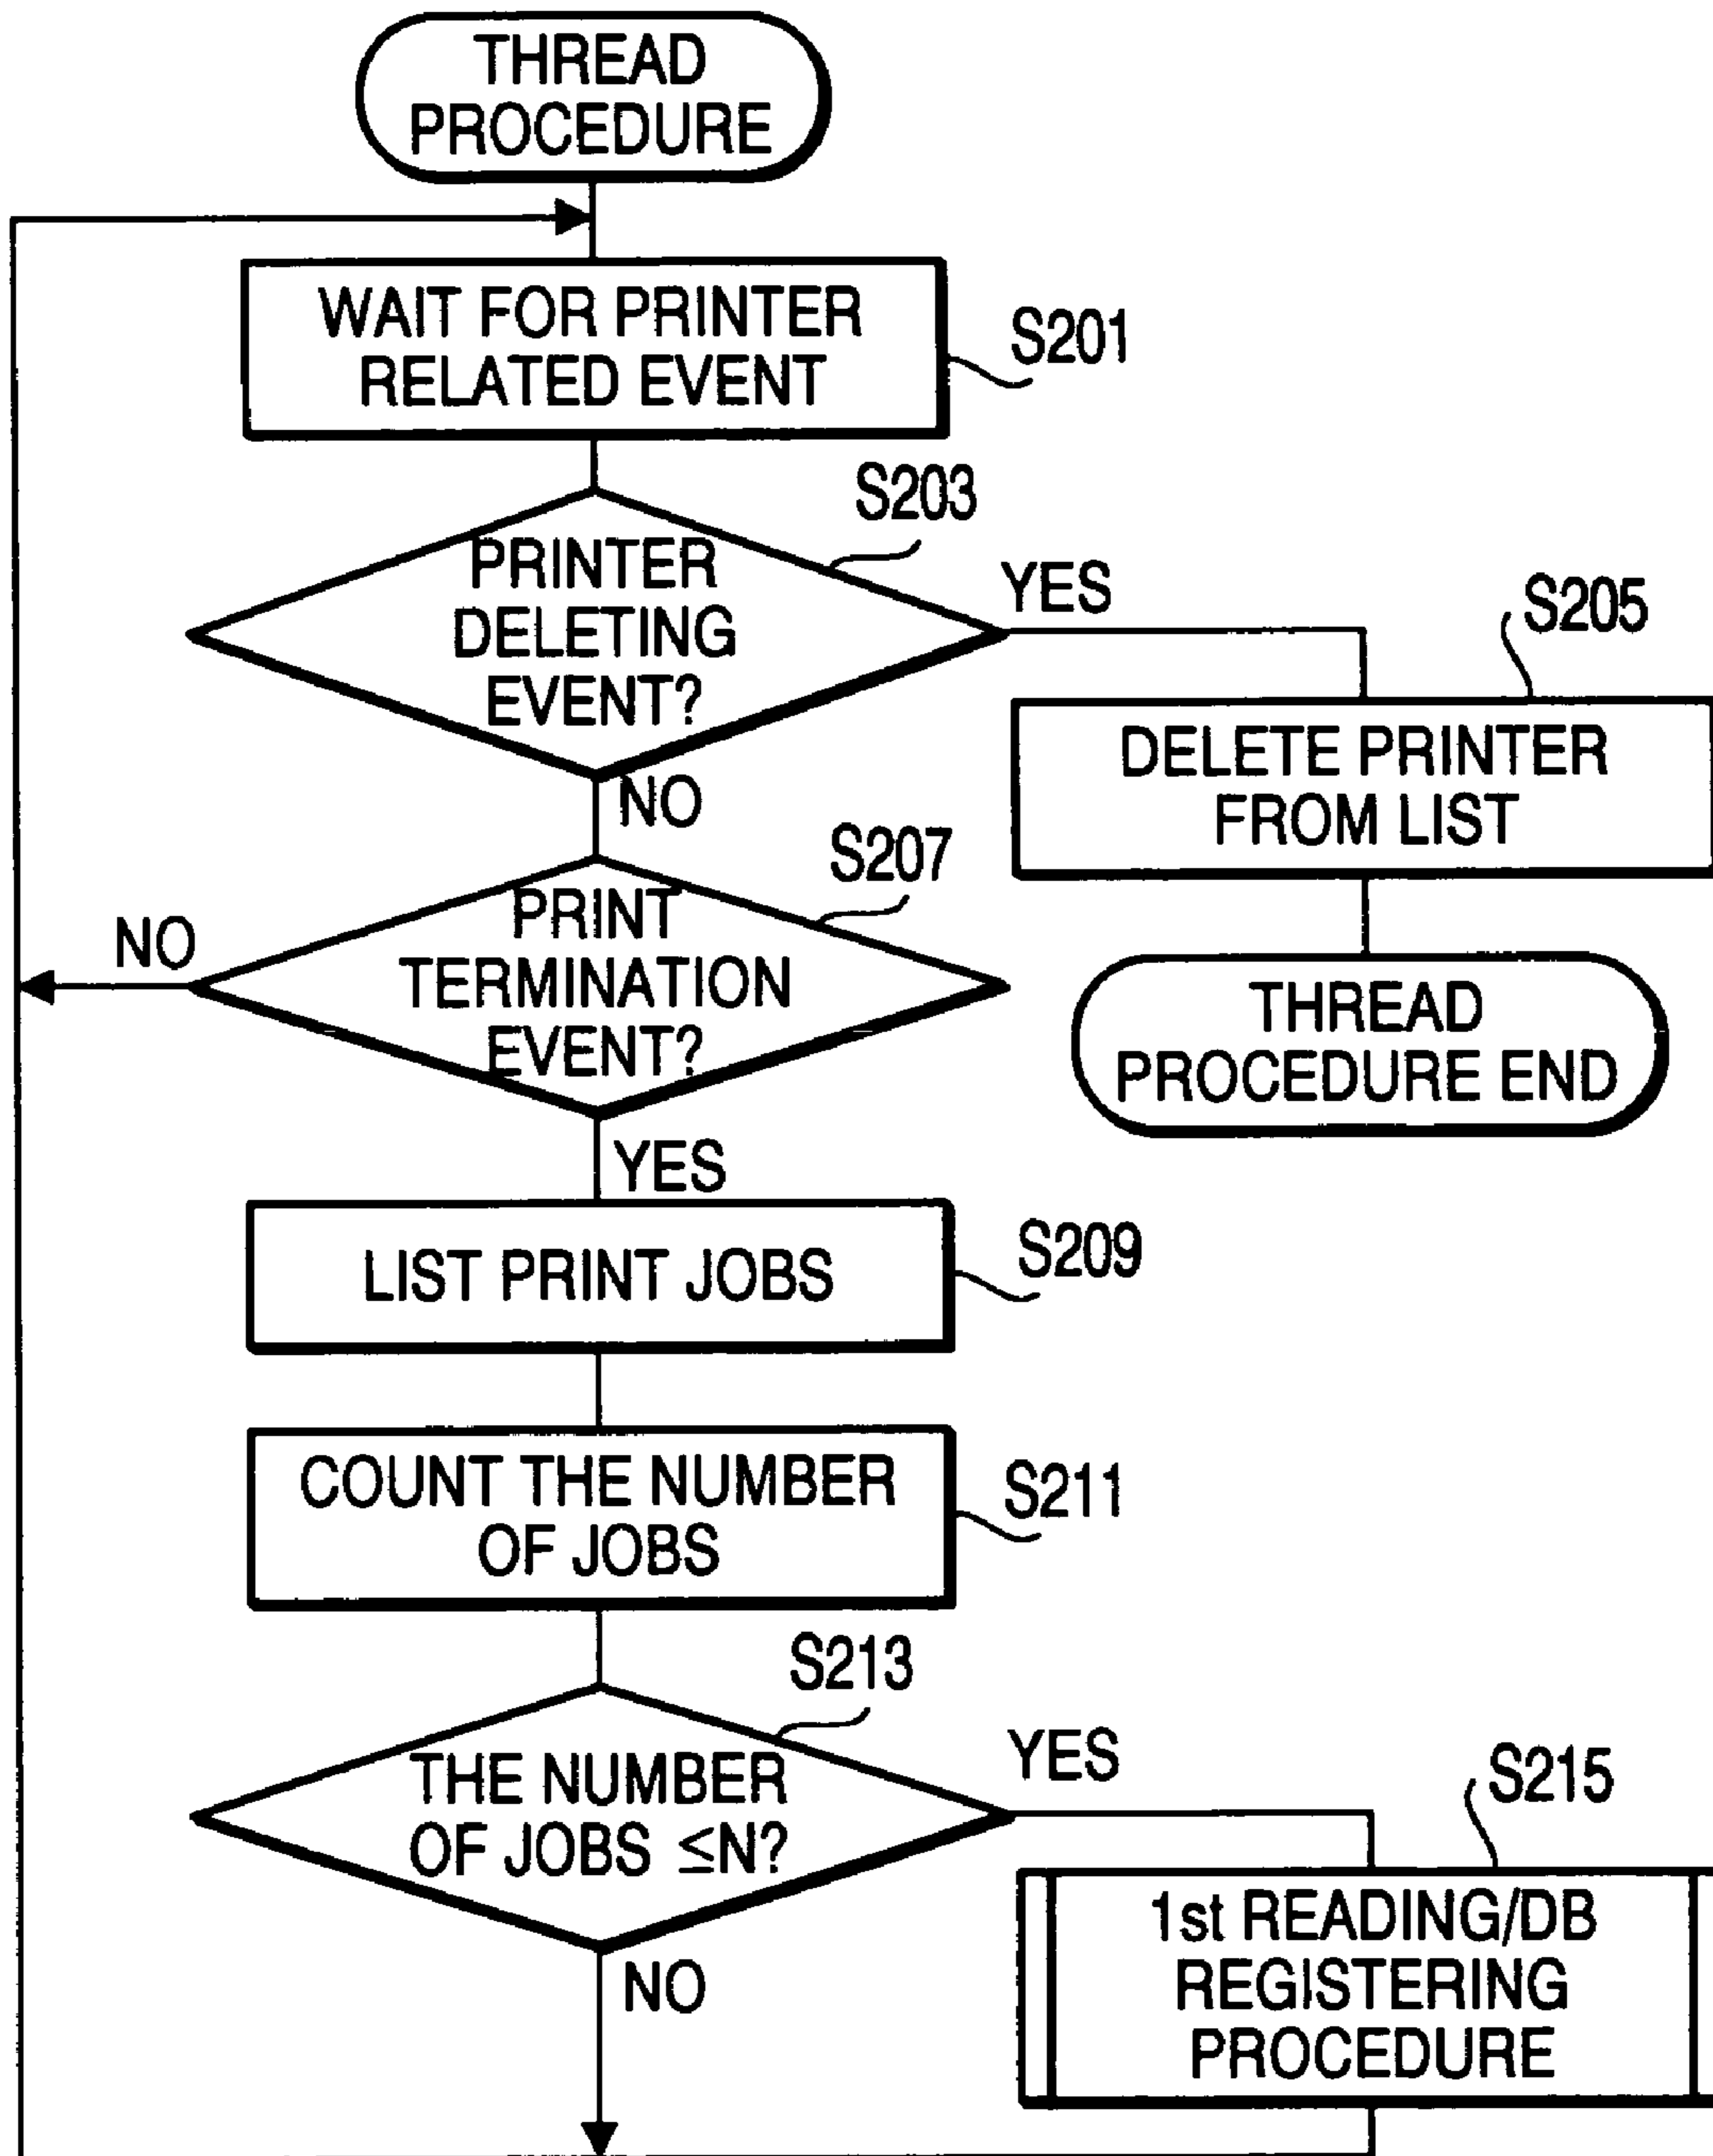 THREAD
PROCEDURE
WAIT FOR PRINTER
RELATED EVENT
S201
S203
PRINTER
DELETING
EVENT?
YES
S205
DELETE PRINTER
FROM LIST
THREAD
PROCEDURE END
NO
S207
PRINT
TERMINATION
EVENT?
NO
YES
LIST PRINT JOBS
S209
COUNT THE NUMBER
OF JOBS
S211
S213
THE NUMBER
OF JOBS ≤N?
YES
S215
1st READING/DB
REGISTERING
PROCEDURE
NO